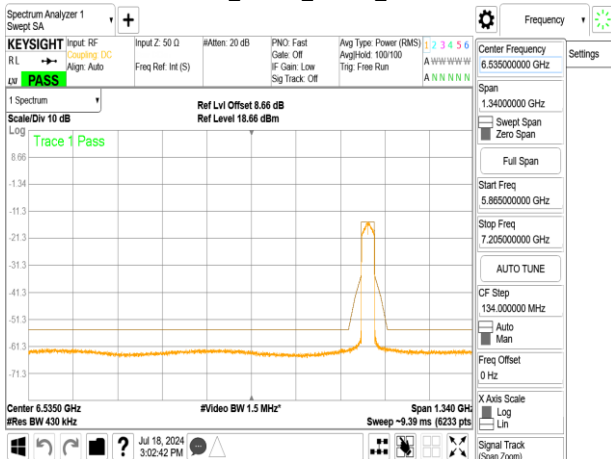 Spectrum Analyzer 1
Swept SA
Frequency
KEYSIGHT
RL
LXI
PASS
Input: RF
Coupling: DC
Align: Auto
Input Z: 50 Ω
Freq Ref: Int (S)
#Atten: 20 dB
PNO: Fast
Gate: Off
IF Gain: Low
Sig Track: Off
Avg Type: Power (RMS)
Avg|Hold: 100/100
Trig: Free Run
1 2 3 4 5 6
A W W W W W
A N N N N N
Settings
1 Spectrum
Scale/Div 10 dB
Ref Lvl Offset 8.66 dB
Ref Level 18.66 dBm
Log
Trace 1 Pass
8.66
-1.34
-11.3
-21.3
-31.3
-41.3
-51.3
-61.3
-71.3
Center 6.5350 GHz
#Res BW 430 kHz
#Video BW 1.5 MHz*
Span 1.340 GHz
Sweep ~9.39 ms (6233 pts
Center Frequency
6.535000000 GHz
Span
1.34000000 GHz
Swept Span
Zero Span
Full Span
Start Freq
5.865000000 GHz
Stop Freq
7.205000000 GHz
AUTO TUNE
CF Step
134.000000 MHz
Auto
Man
Freq Offset
0 Hz
X Axis Scale
Log
Lin
Signal Track
(Span Zoom)
Jul 18, 2024
3:02:42 PM